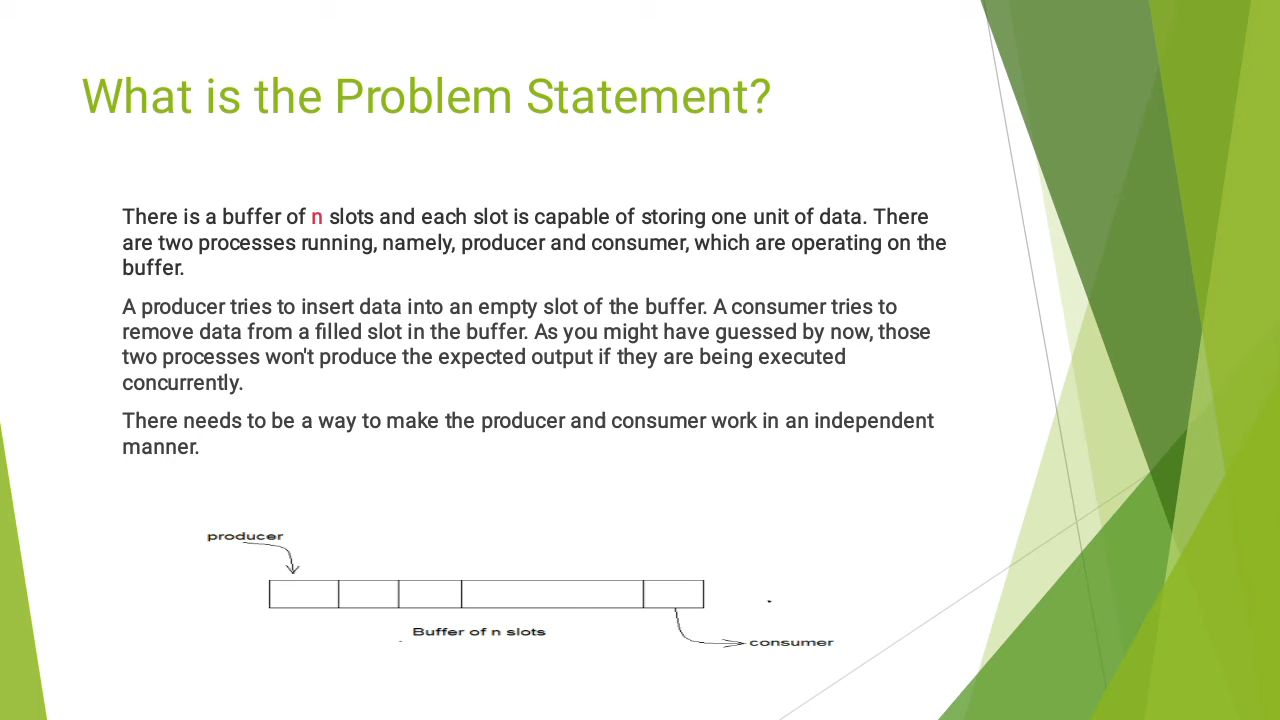 What is the Problem Statement?
There is a buffer of n slots and each slot is capable of storing one unit of data. There
are two processes running, namely, producer and consumer, which are operating on the
buffer.
A producer tries to insert data into an empty slot of the buffer. A consumer tries to
remove data from a filled slot in the buffer. As you might have guessed by now, those
two processes won't produce the expected output if they are being executed
concurrently.
There needs to be a way to make the producer and consumer work in an independent
manner.
producer
Buffer of n slots
consumer